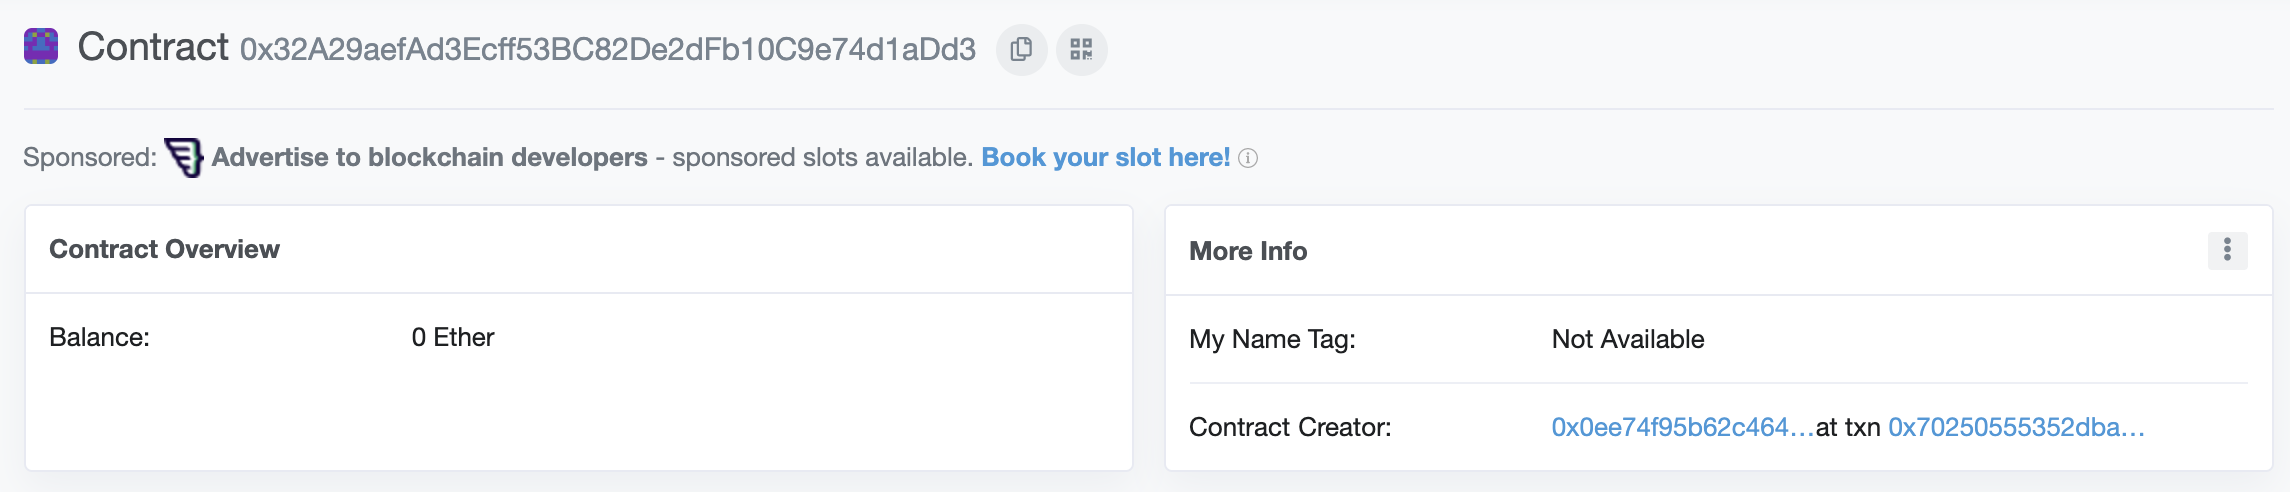 Contract 0x32A29aefAd3Ecff53BC82De2dFb10C9e74d1aDd3
Sponsored: Advertise to blockchain developers - sponsored slots available. Book your slot here!
Contract Overview
Balance: 0 Ether
More Info
My Name Tag: Not Available
Contract Creator: 0x0ee74f95b62c464...at txn 0x70250555352dba...